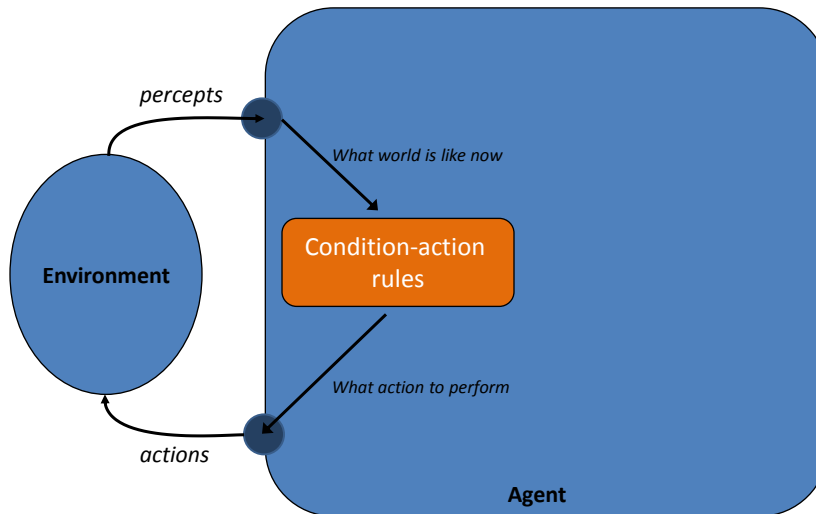 percepts
What world is like now
Condition-action
rules
Environment
What action to perform
actions
Agent